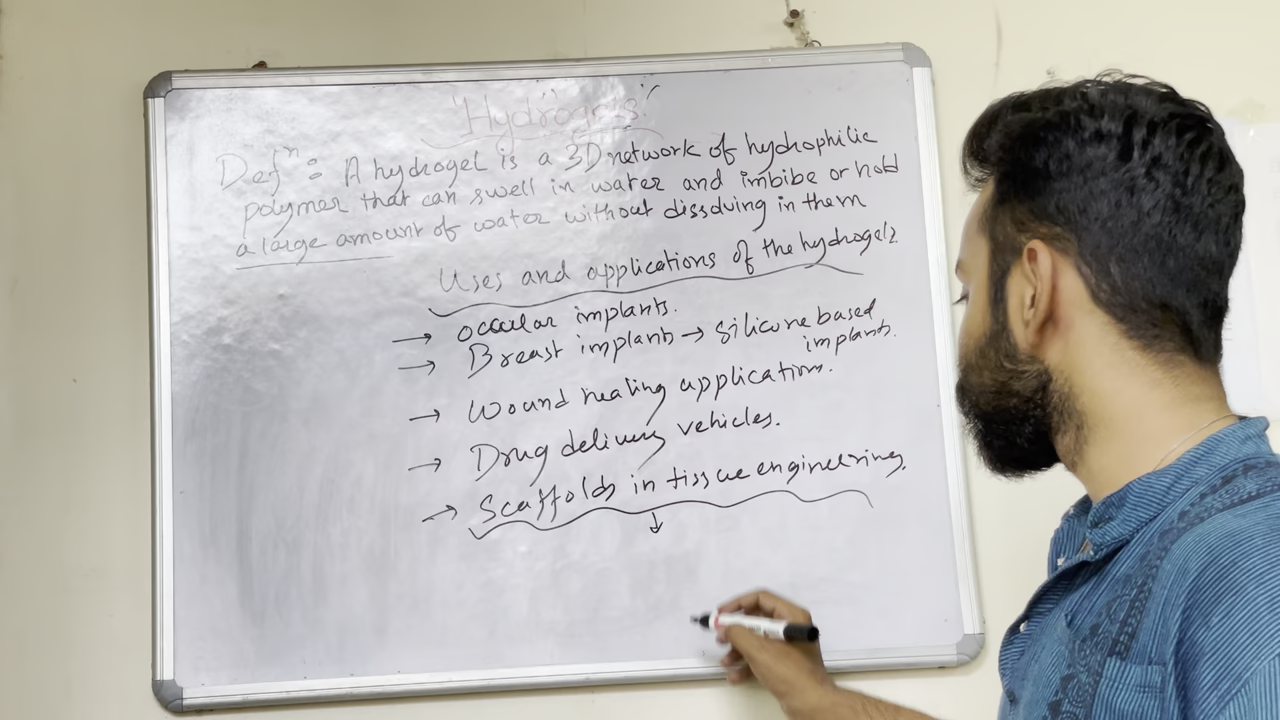 "Hydrogels"
Defⁿ: A hydrogel is a 3D network of hydrophilic
polymer that can swell in water and imbibe or hold
a large amount of water without dissolving in them
Uses and applications of the hydrogels
→ occular implants.
→ Breast implants → silicone based
implants.
→ Wound healing applications.
→ Drug delivery vehicles.
→ Scaffolds in tissue engineering.
↓